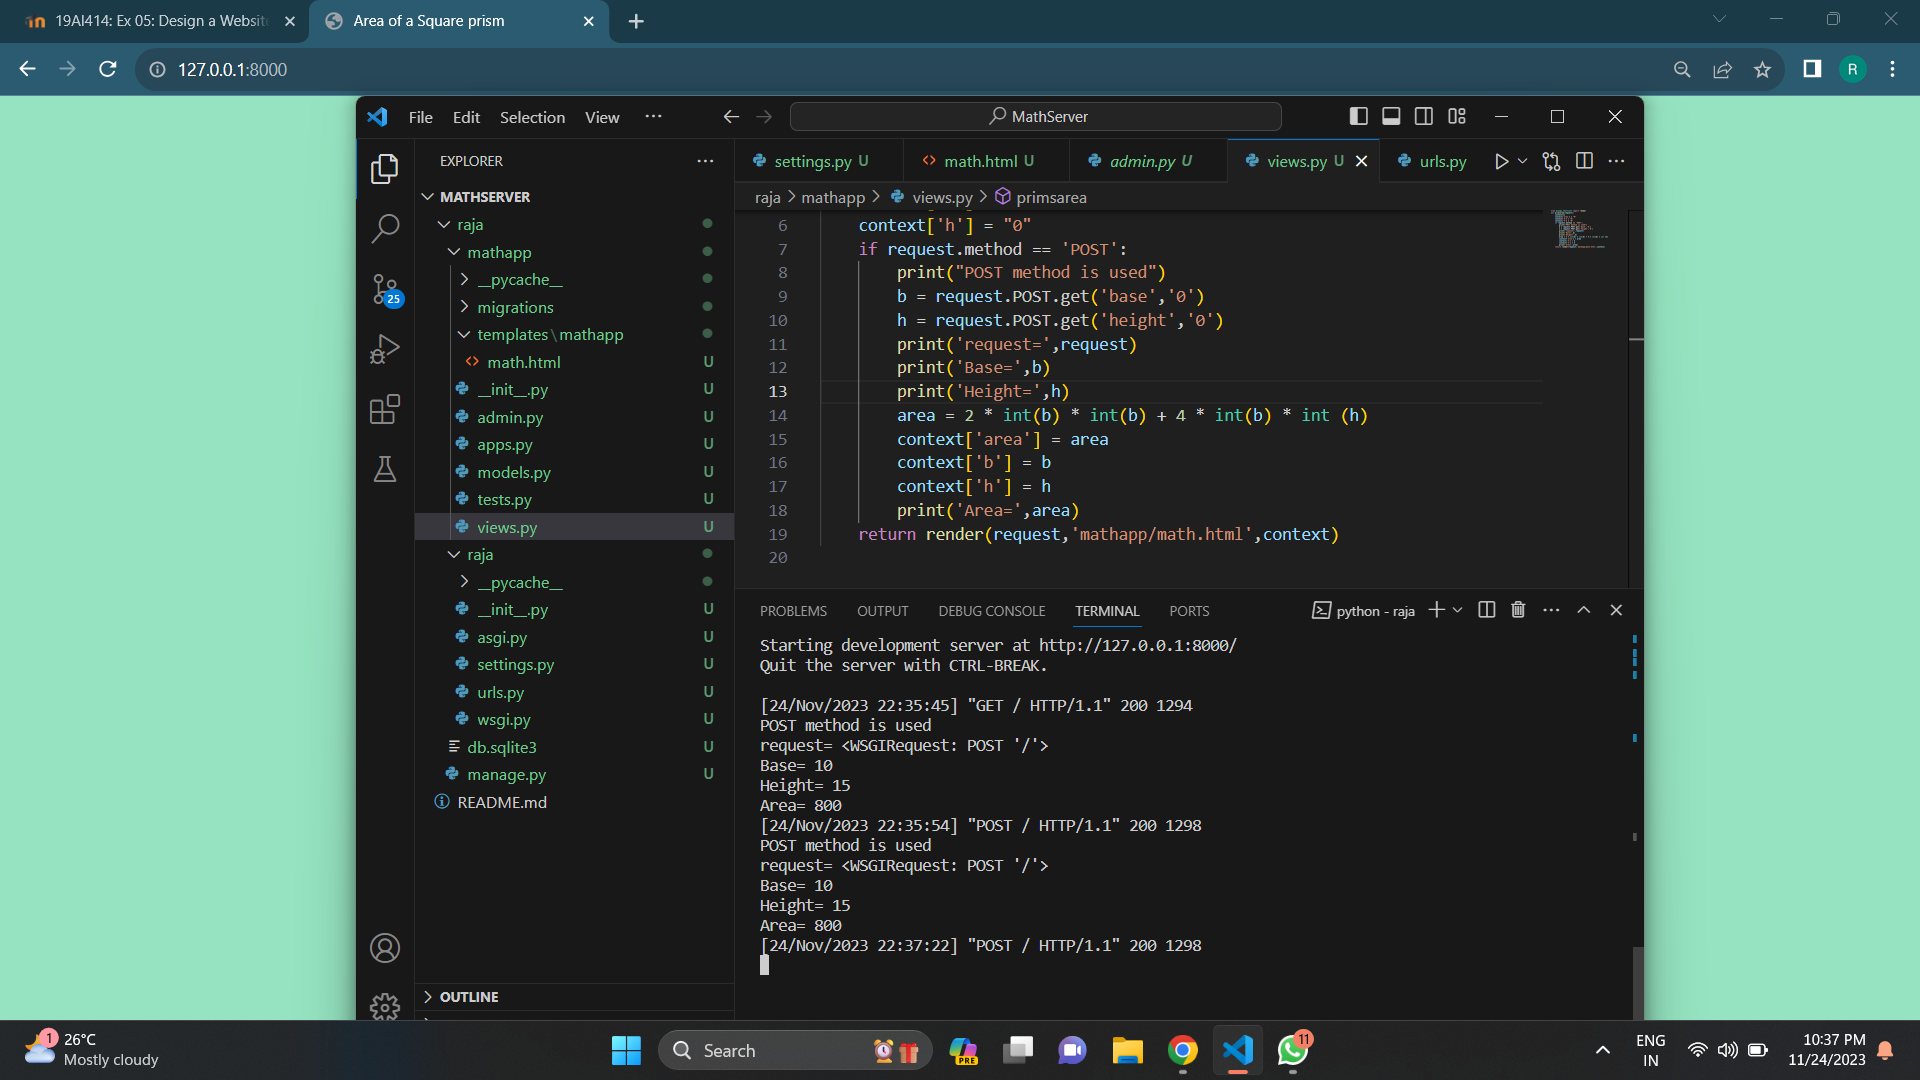 19AI414: Ex 05: Design a Website
Area of a Square prism
127.0.0.1:8000
R
File Edit Selection View
MathServer
EXPLORER
MATHSERVER
raja
mathapp
__pycache__
migrations
templates\mathapp
math.html U
__init__.py U
admin.py U
apps.py U
models.py U
tests.py U
views.py U
raja
__pycache__
__init__.py U
asgi.py U
settings.py U
urls.py U
wsgi.py U
db.sqlite3 U
manage.py U
README.md
OUTLINE
25
settings.py U math.html U admin.py U views.py U urls.py
raja > mathapp > views.py > primsarea
6 context['h'] = "0"
7 if request.method == 'POST':
8 print("POST method is used")
9 b = request.POST.get('base','0')
10 h = request.POST.get('height','0')
11 print('request=',request)
12 print('Base=',b)
13 print('Height=',h)
14 area = 2 * int(b) * int(b) + 4 * int(b) * int (h)
15 context['area'] = area
16 context['b'] = b
17 context['h'] = h
18 print('Area=',area)
19 return render(request,'mathapp/math.html',context)
20
PROBLEMS OUTPUT DEBUG CONSOLE TERMINAL PORTS
python - raja
Starting development server at http://127.0.0.1:8000/
Quit the server with CTRL-BREAK.
[24/Nov/2023 22:35:45] "GET / HTTP/1.1" 200 1294
POST method is used
request= <WSGIRequest: POST '/'>
Base= 10
Height= 15
Area= 800
[24/Nov/2023 22:35:54] "POST / HTTP/1.1" 200 1298
POST method is used
request= <WSGIRequest: POST '/'>
Base= 10
Height= 15
Area= 800
[24/Nov/2023 22:37:22] "POST / HTTP/1.1" 200 1298
1
26°C
Mostly cloudy
Search
PRE
11
ENG
IN
10:37 PM
11/24/2023